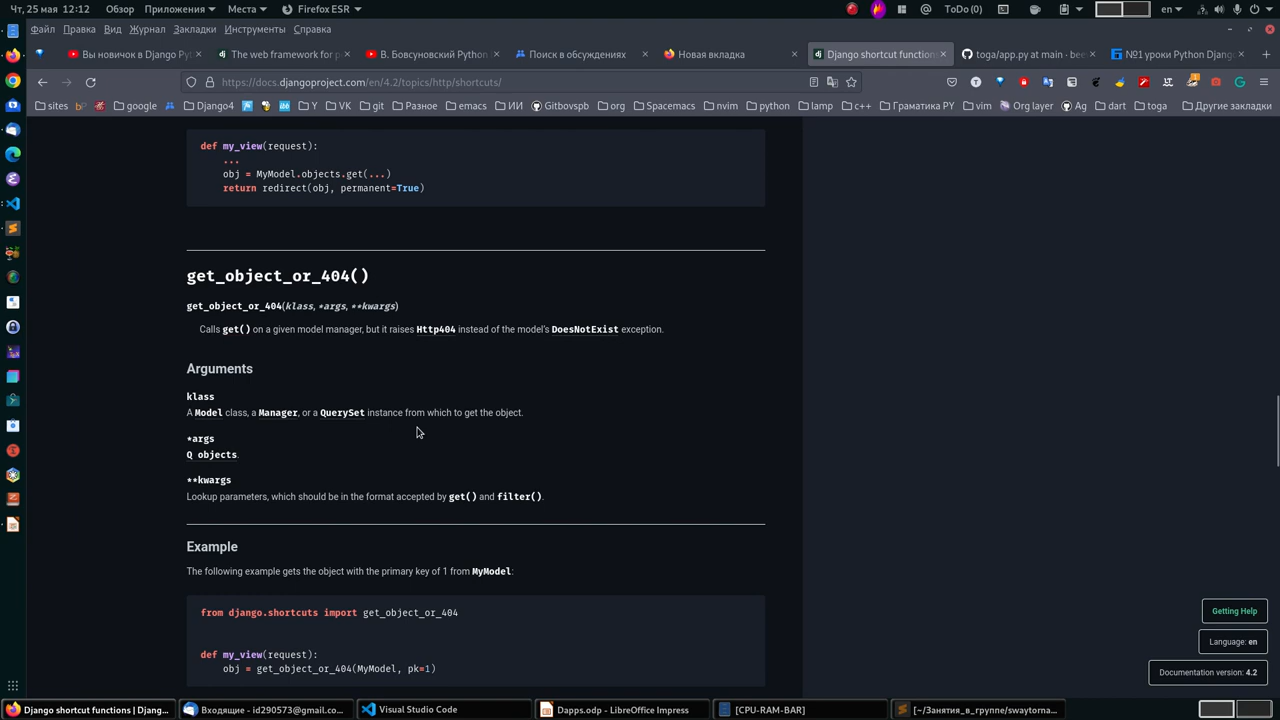 Чт, 25 мая 12:12 Обзор Приложения Места Firefox ESR ToDo (0) en
Файл Правка Вид Журнал Закладки Инструменты Справка
Вы новичок в Django Py The web framework for p В. Бовсуновский Python Поиск в обсуждениях Новая вкладка Django shortcut functions toga/app.py at main · bee №1 уроки Python Django
https://docs.djangoproject.com/en/4.2/topics/http/shortcuts/
sites bP google Django4 Y VK git Разное emacs ИИ Gitbovspb org Spacemacs nvim python lamp c++ Граматика РУ vim Org layer Ag dart toga Другие закладки
def my_view(request):
...
obj = MyModel.objects.get(...)
return redirect(obj, permanent=True)
get_object_or_404()
get_object_or_404(klass, *args, **kwargs)
Calls get() on a given model manager, but it raises Http404 instead of the model's DoesNotExist exception.
Arguments
klass
A Model class, a Manager, or a QuerySet instance from which to get the object.
*args
Q objects.
**kwargs
Lookup parameters, which should be in the format accepted by get() and filter().
Example
The following example gets the object with the primary key of 1 from MyModel:
from django.shortcuts import get_object_or_404
def my_view(request):
obj = get_object_or_404(MyModel, pk=1)
Getting Help
Language: en
Documentation version: 4.2
Django shortcut functions | Django... Входящие - id290573@gmail.co... Visual Studio Code Dapps.odp - LibreOffice Impress [CPU-RAM-BAR] [~/Занятия_в_группе/swaytorna...